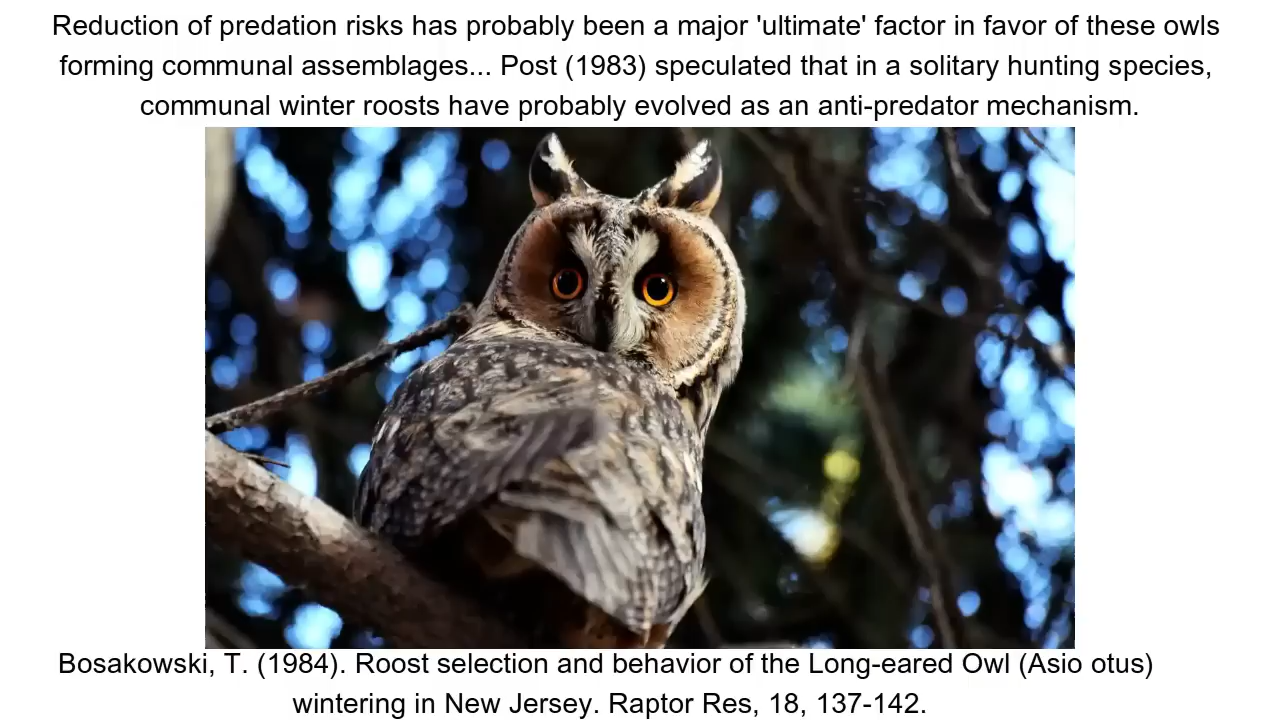 Reduction of predation risks has probably been a major 'ultimate' factor in favor of these owls
forming communal assemblages... Post (1983) speculated that in a solitary hunting species,
communal winter roosts have probably evolved as an anti-predator mechanism.
Bosakowski, T. (1984). Roost selection and behavior of the Long-eared Owl (Asio otus)
wintering in New Jersey. Raptor Res, 18, 137-142.